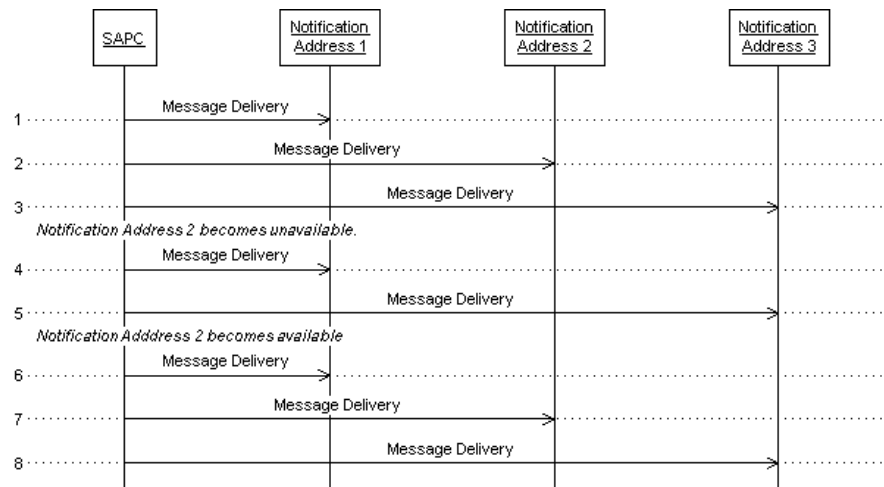 SAPC
Notification
Address 1
Notification
Address 2
Notification
Address 3
Message Delivery
1
Message Delivery
2
Message Delivery
3
Notification Address 2 becomes unavailable.
Message Delivery
4
Message Delivery
5
Notification Adddress 2 becomes available
Message Delivery
6
Message Delivery
7
Message Delivery
8